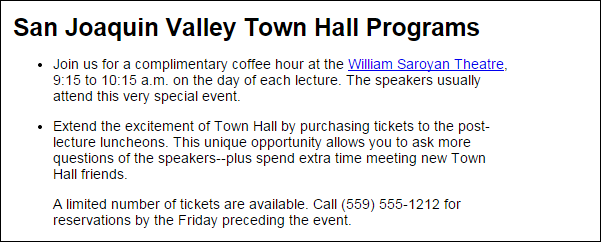 San Joaquin Valley Town Hall Programs
• Join us for a complimentary coffee hour at the William Saroyan Theatre,
9:15 to 10:15 a.m. on the day of each lecture. The speakers usually
attend this very special event.
• Extend the excitement of Town Hall by purchasing tickets to the post-
lecture luncheons. This unique opportunity allows you to ask more
questions of the speakers--plus spend extra time meeting new Town
Hall friends.
A limited number of tickets are available. Call (559) 555-1212 for
reservations by the Friday preceding the event.